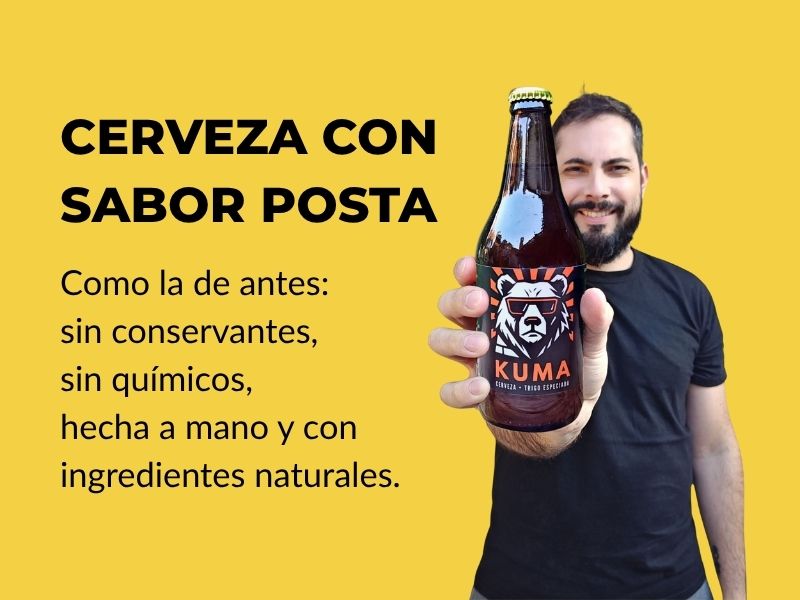 CERVEZA CON
SABOR POSTA
Como la de antes:
sin conservantes,
sin químicos,
hecha a mano y con
ingredientes naturales.
KUMA
CERVEZA • TRIGO ESPECIADA